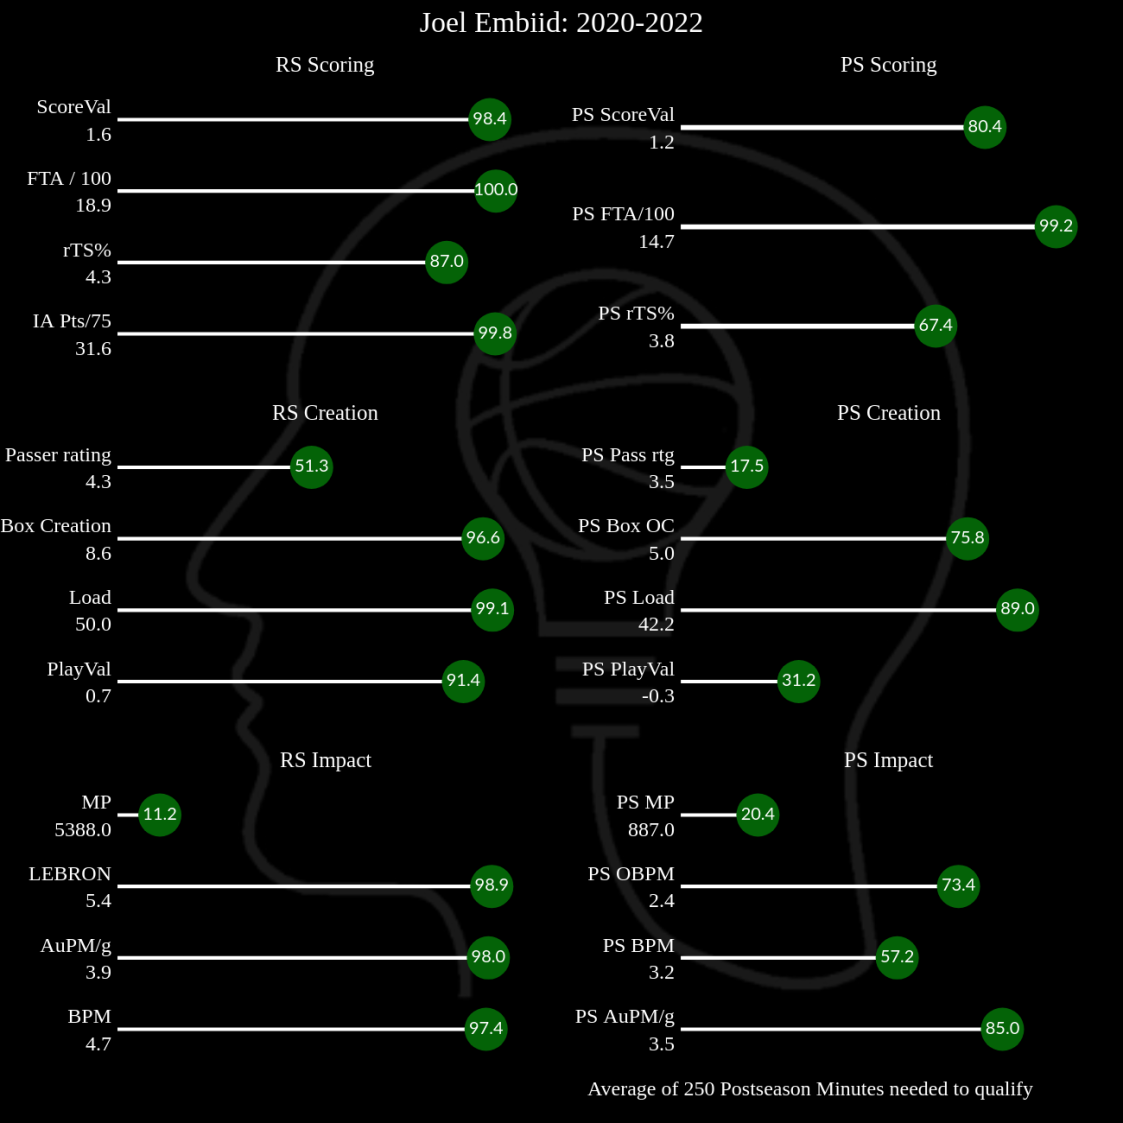 Joel Embiid: 2020-2022
RS Scoring
ScoreVal
1.6
98.4
FTA / 100
18.9
100.0
rTS%
4.3
87.0
IA Pts/75
31.6
99.8
PS Scoring
PS ScoreVal
1.2
80.4
PS FTA/100
14.7
99.2
PS rTS%
3.8
67.4
RS Creation
Passer rating
4.3
51.3
Box Creation
8.6
96.6
Load
50.0
99.1
PlayVal
0.7
91.4
PS Creation
PS Pass rtg
3.5
17.5
PS Box OC
5.0
75.8
PS Load
42.2
89.0
PS PlayVal
-0.3
31.2
RS Impact
MP
5388.0
11.2
LEBRON
5.4
98.9
AuPM/g
3.9
98.0
BPM
4.7
97.4
PS Impact
PS MP
887.0
20.4
PS OBPM
2.4
73.4
PS BPM
3.2
57.2
PS AuPM/g
3.5
85.0
Average of 250 Postseason Minutes needed to qualify